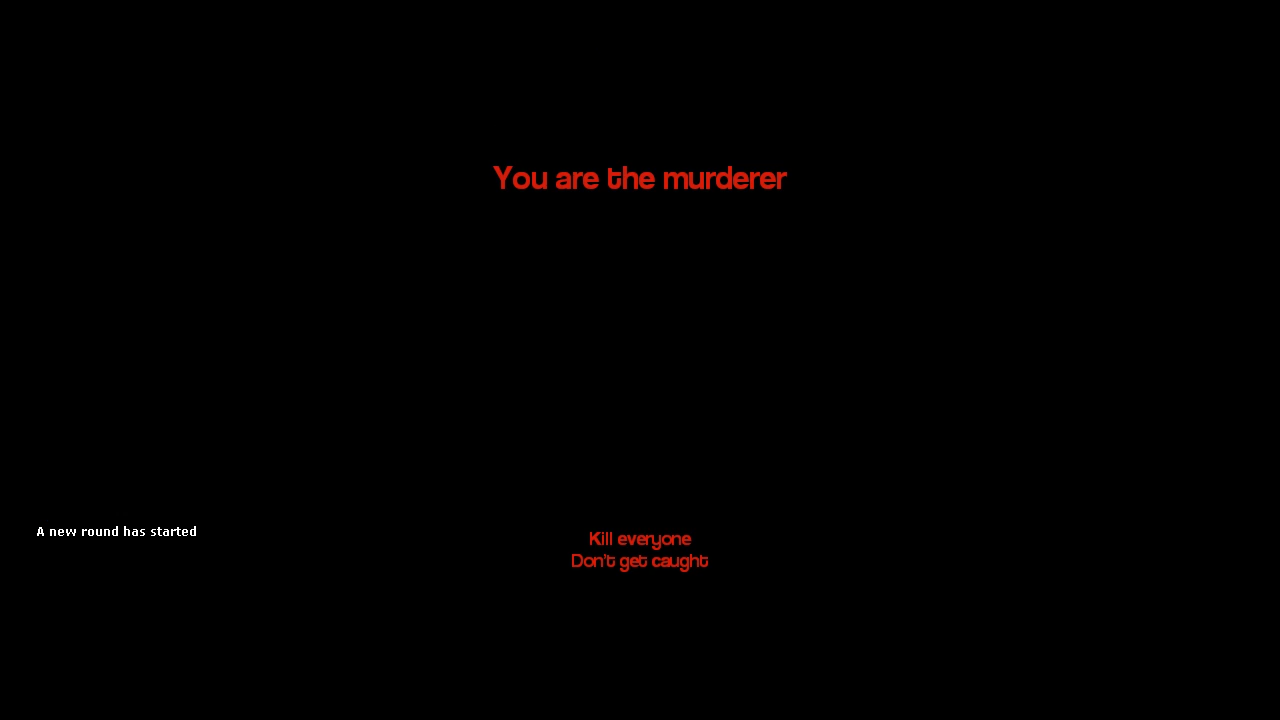 You are the murderer
A new round has started
Kill everyone
Don't get caught